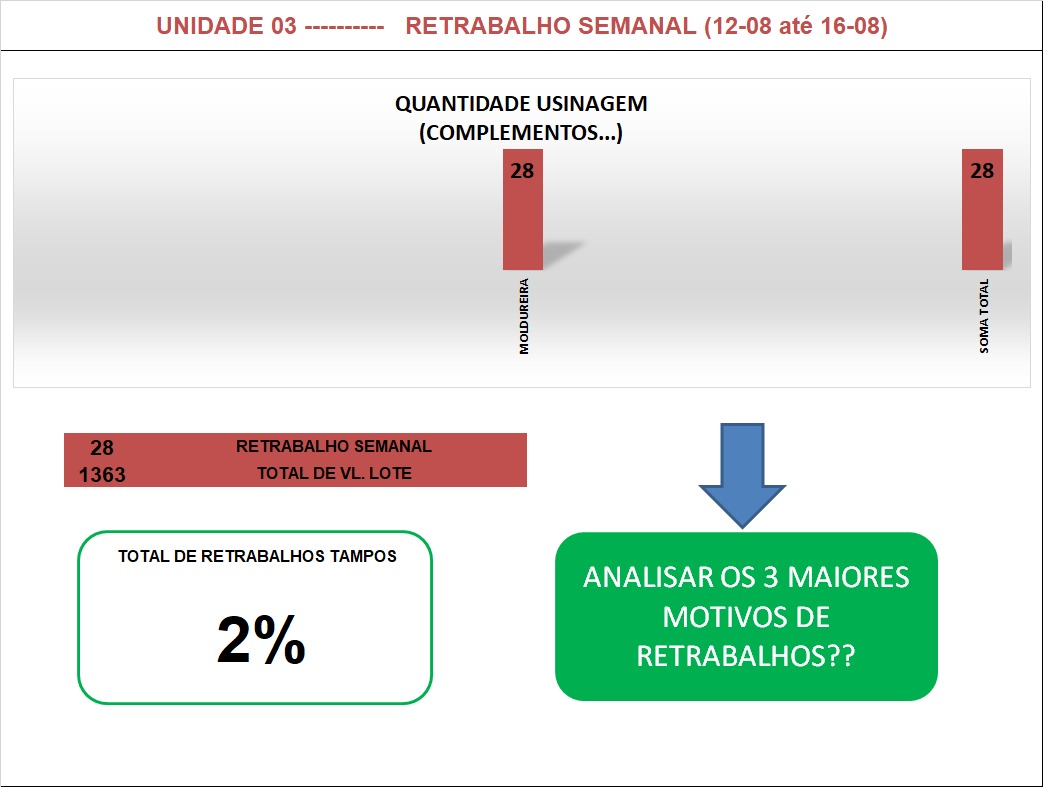 UNIDADE 03 ---------- RETRABALHO SEMANAL (12-08 até 16-08)
QUANTIDADE USINAGEM
(COMPLEMENTOS...)
28
28
MOLDUREIRA
SOMA TOTAL
28 RETRABALHO SEMANAL
1363 TOTAL DE VL. LOTE
TOTAL DE RETRABALHOS TAMPOS
2%
ANALISAR OS 3 MAIORES
MOTIVOS DE
RETRABALHOS??